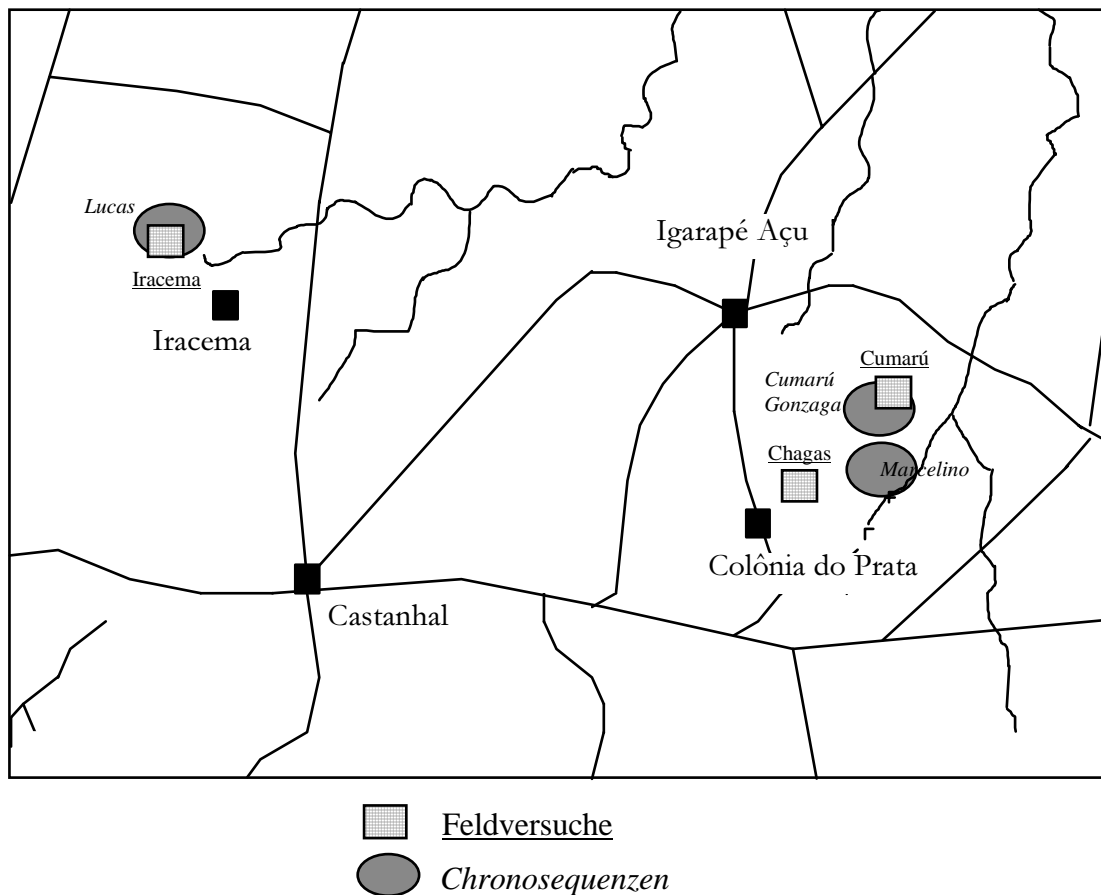 Lucas
Igarapé Açu
Iracema
Iracema
Cumarú
Cumarú
Gonzaga
Chagas
Marcelino
Colônia do Prata
Castanhal
Feldversuche
Chronosequenzen